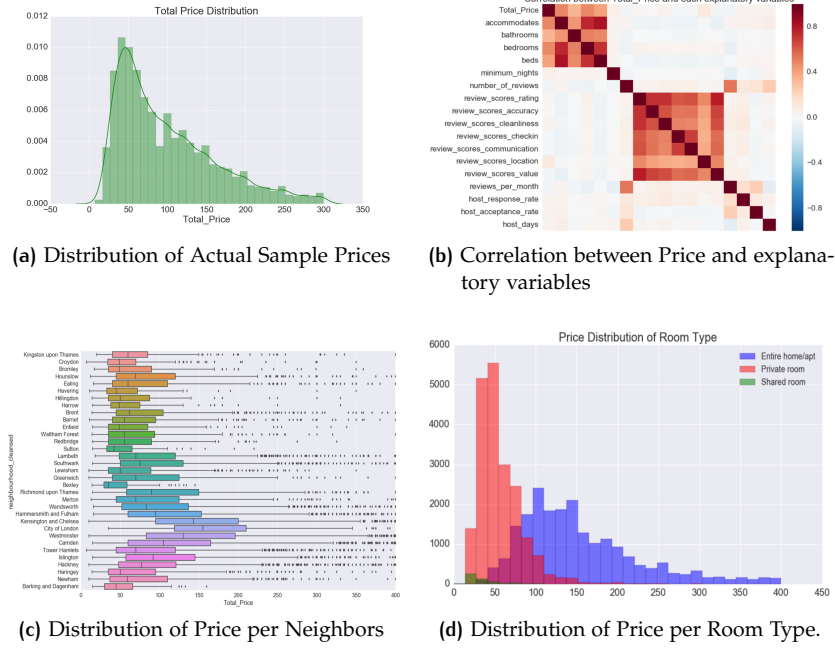 Total Price Distribution
0.012
0.010
0.008
0.006
0.004
0.002
0.000
−50
0
50
100
150
200
250
300
350
Total_Price
(a) Distribution of Actual Sample Prices
Correlation between Total_Price and each explanatory variables
Total_Price
accommodates
bathrooms
bedrooms
beds
minimum_nights
number_of_reviews
review_scores_rating
review_scores_accuracy
review_scores_cleanliness
review_scores_checkin
review_scores_communication
review_scores_location
review_scores_value
reviews_per_month
host_response_rate
host_acceptance_rate
host_days
0.8
0.4
0.0
−0.4
−0.8
(b) Correlation between Price and explana-
tory variables
neighbourhood_cleansed
Kingston upon Thames
Croydon
Bromley
Hounslow
Ealing
Havering
Hillingdon
Harrow
Brent
Barnet
Enfield
Waltham Forest
Redbridge
Sutton
Lambeth
Southwark
Lewisham
Greenwich
Bexley
Richmond upon Thames
Merton
Wandsworth
Hammersmith and Fulham
Kensington and Chelsea
City of London
Westminster
Camden
Tower Hamlets
Islington
Hackney
Haringey
Newham
Barking and Dagenham
0
50
100
150
200
250
300
350
400
Total_Price
(c) Distribution of Price per Neighbors
Price Distribution of Room Type
6000
5000
4000
3000
2000
1000
0
0
50
100
150
200
250
300
350
400
450
Entire home/apt
Private room
Shared room
(d) Distribution of Price per Room Type.